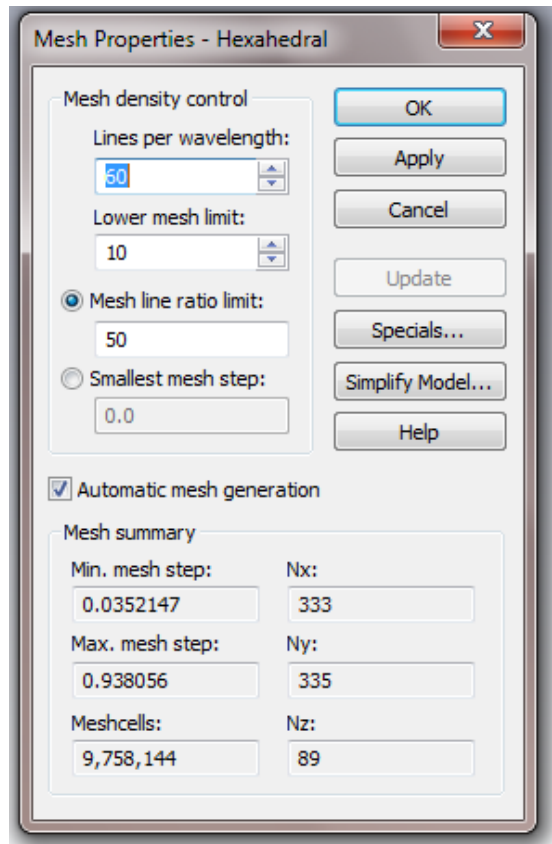 Mesh Properties - Hexahedral
Mesh density control
Lines per wavelength:
60
Lower mesh limit:
10
Mesh line ratio limit:
50
Smallest mesh step:
0.0
OK
Apply
Cancel
Update
Specials...
Simplify Model...
Help
Automatic mesh generation
Mesh summary
Min. mesh step:
0.0352147
Nx:
333
Max. mesh step:
0.938056
Ny:
335
Meshcells:
9,758,144
Nz:
89